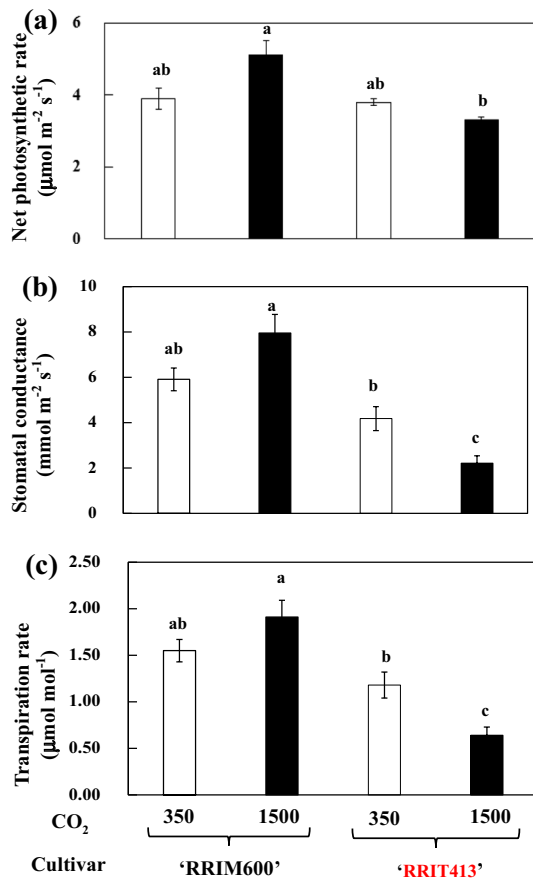 (a)
Net photosynthetic rate
(µmol m⁻² s⁻¹)
6
4
2
0
ab
a
ab
b
(b)
Stomatal conductance
(mmol m⁻² s⁻¹)
10
8
6
4
2
0
ab
a
b
c
(c)
Transpiration rate
(µmol mol⁻¹)
2.50
2.00
1.50
1.00
0.50
0.00
ab
a
b
c
CO₂ 350 1500 350 1500
Cultivar ‘RRIM600’ ‘RRIT413’